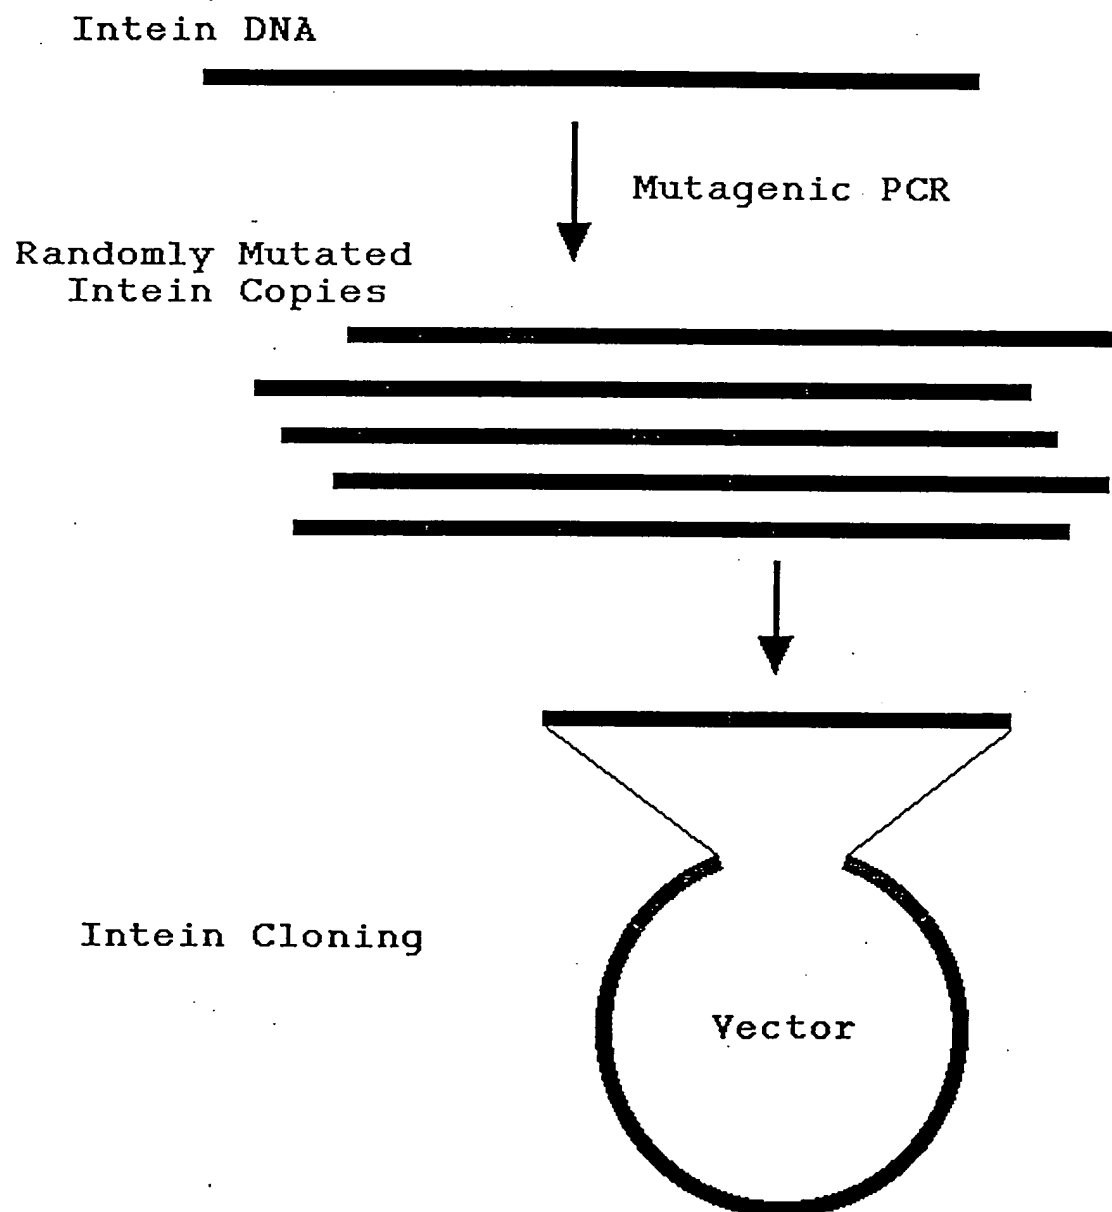 Intein DNA
Mutagenic PCR
Randomly Mutated
Intein Copies
Intein Cloning
Vector